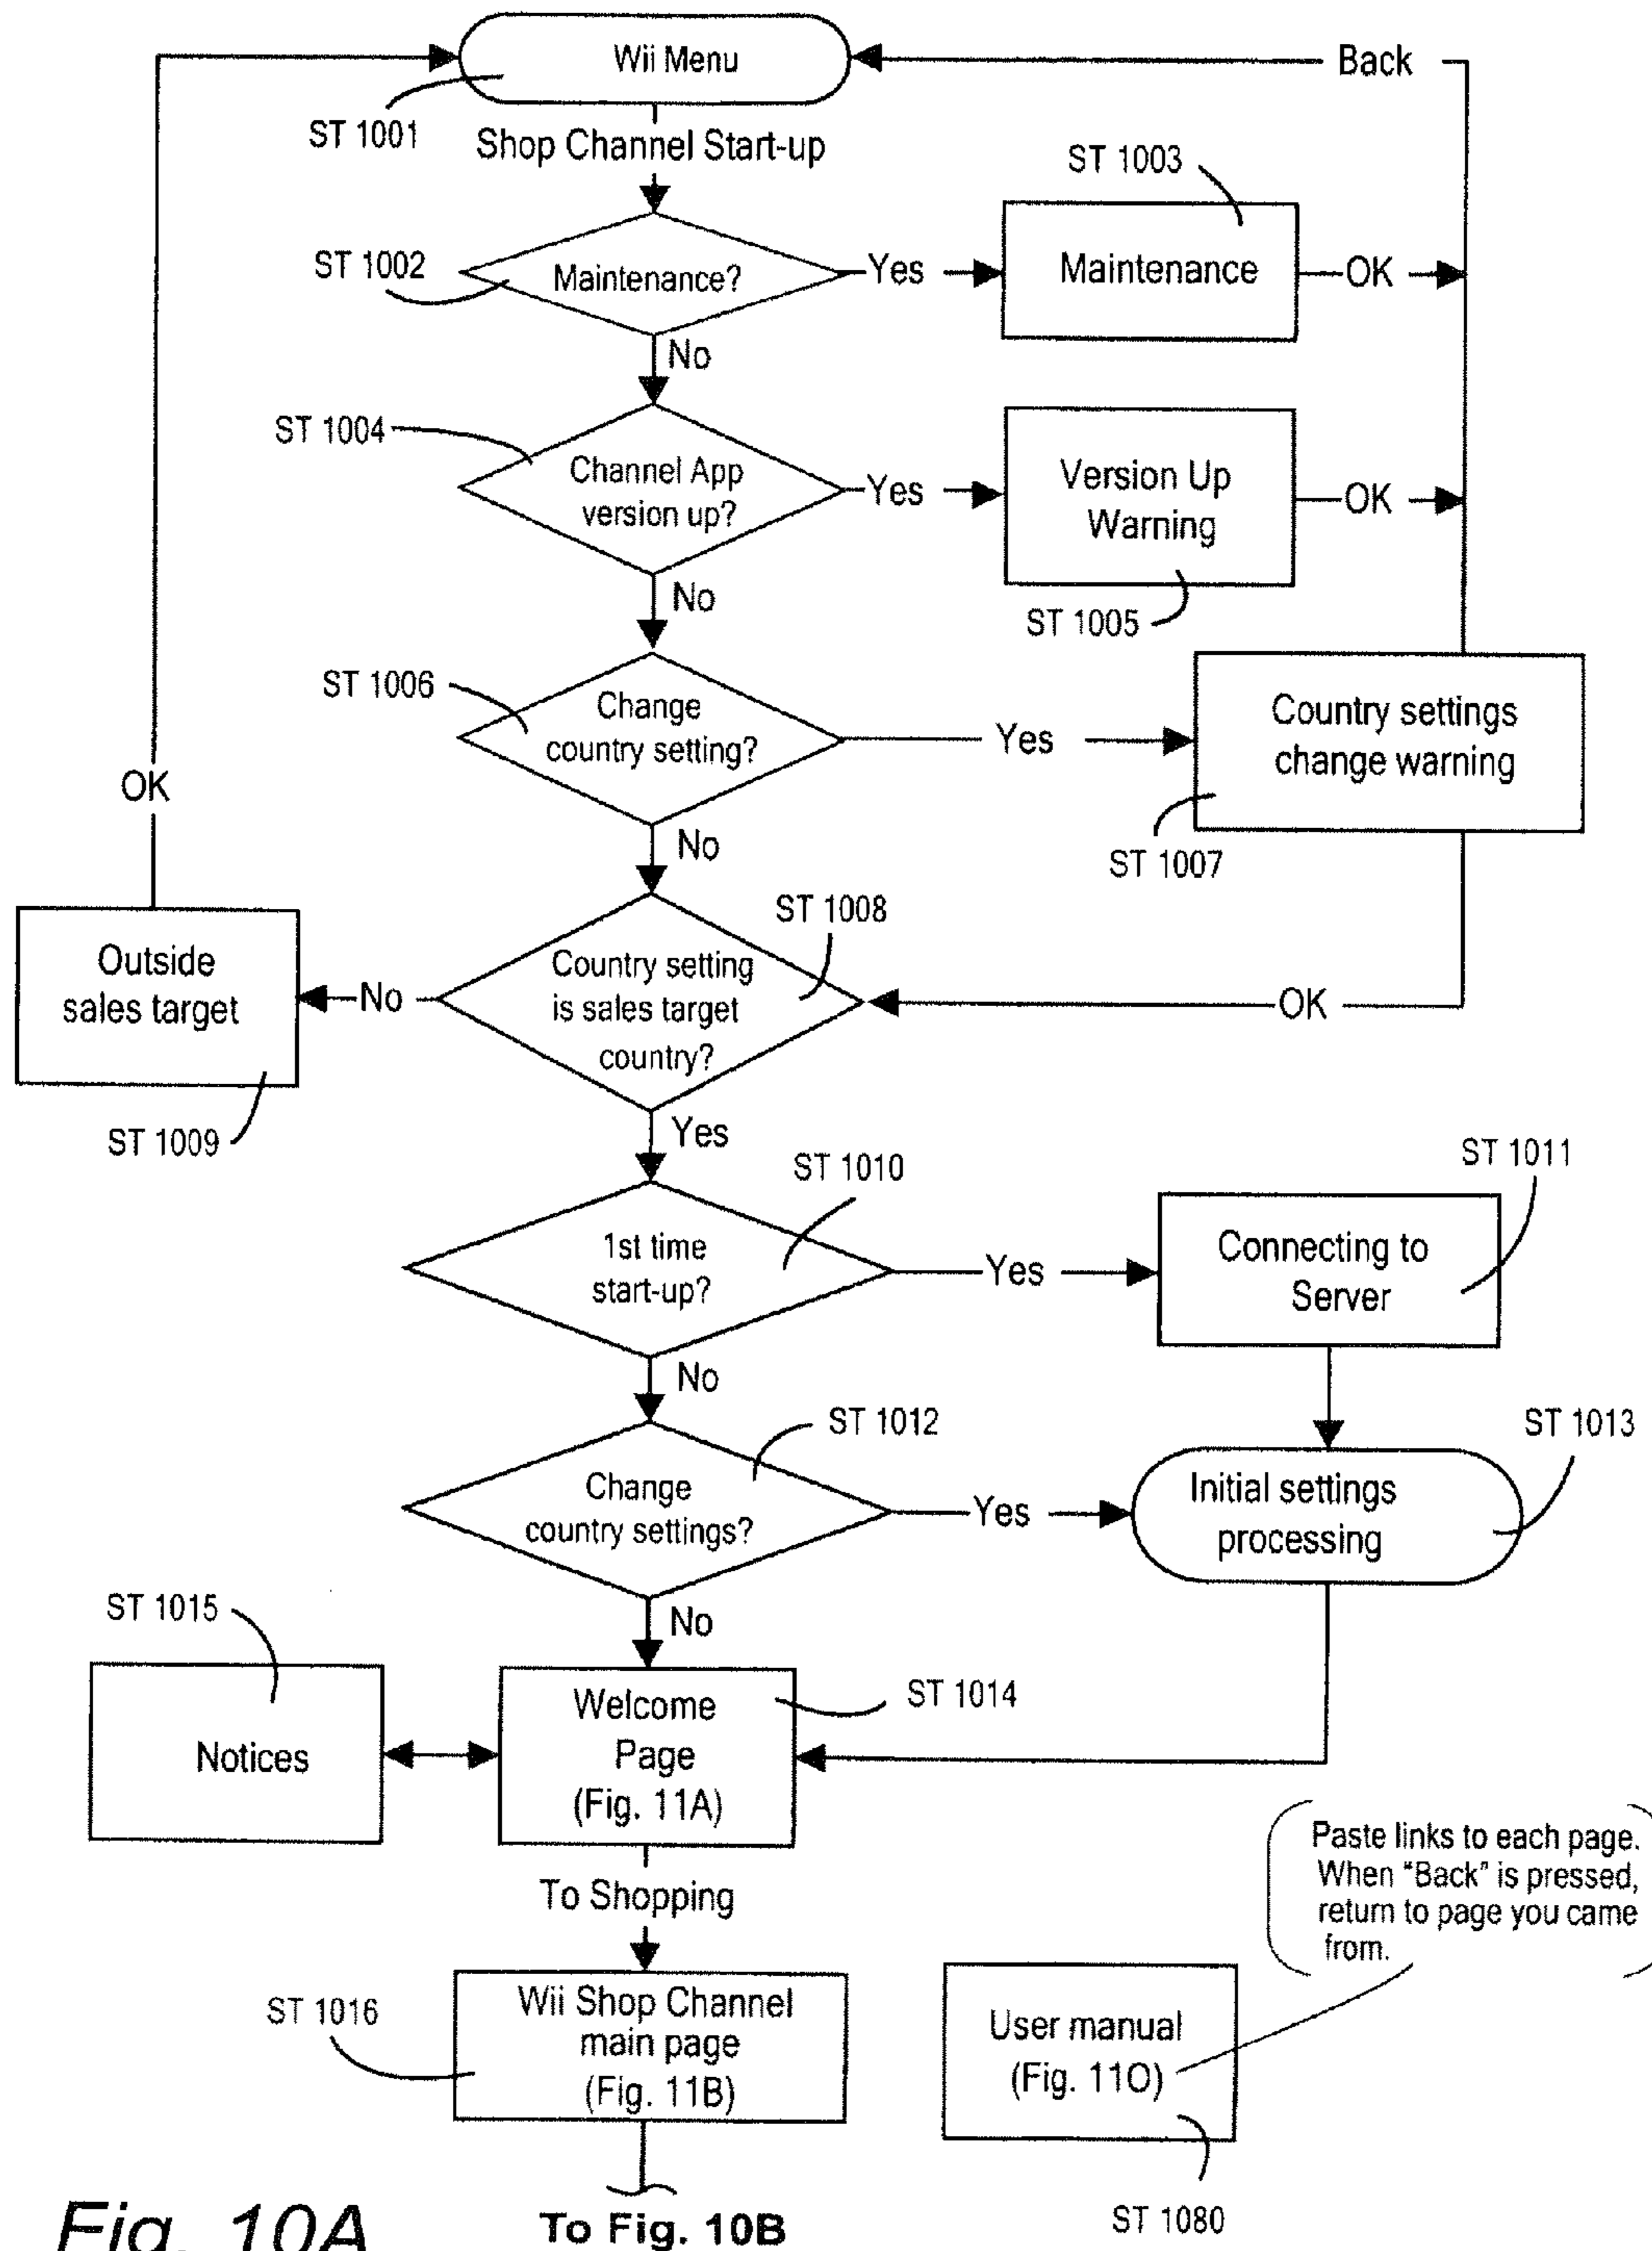 Wii Menu
Back
ST 1001
Shop Channel Start-up
ST 1003
ST 1002
Maintenance?
Yes
Maintenance
OK
No
ST 1004
Channel App
version up?
Yes
Version Up
Warning
OK
No
ST 1005
ST 1006
Change
country setting?
Yes
Country settings
change warning
OK
No
ST 1007
ST 1008
Outside
sales target
No
Country setting
is sales target
country?
OK
ST 1009
Yes
ST 1010
ST 1011
1st time
start-up?
Yes
Connecting to
Server
No
ST 1012
ST 1013
Change
country settings?
Yes
Initial settings
processing
ST 1015
No
ST 1014
Notices
Welcome
Page
(Fig. 11A)
Paste links to each page.
When "Back" is pressed,
return to page you came
from.
To Shopping
ST 1016
Wii Shop Channel
main page
(Fig. 11B)
User manual
(Fig. 11O)
Fig. 10A
To Fig. 10B
ST 1080